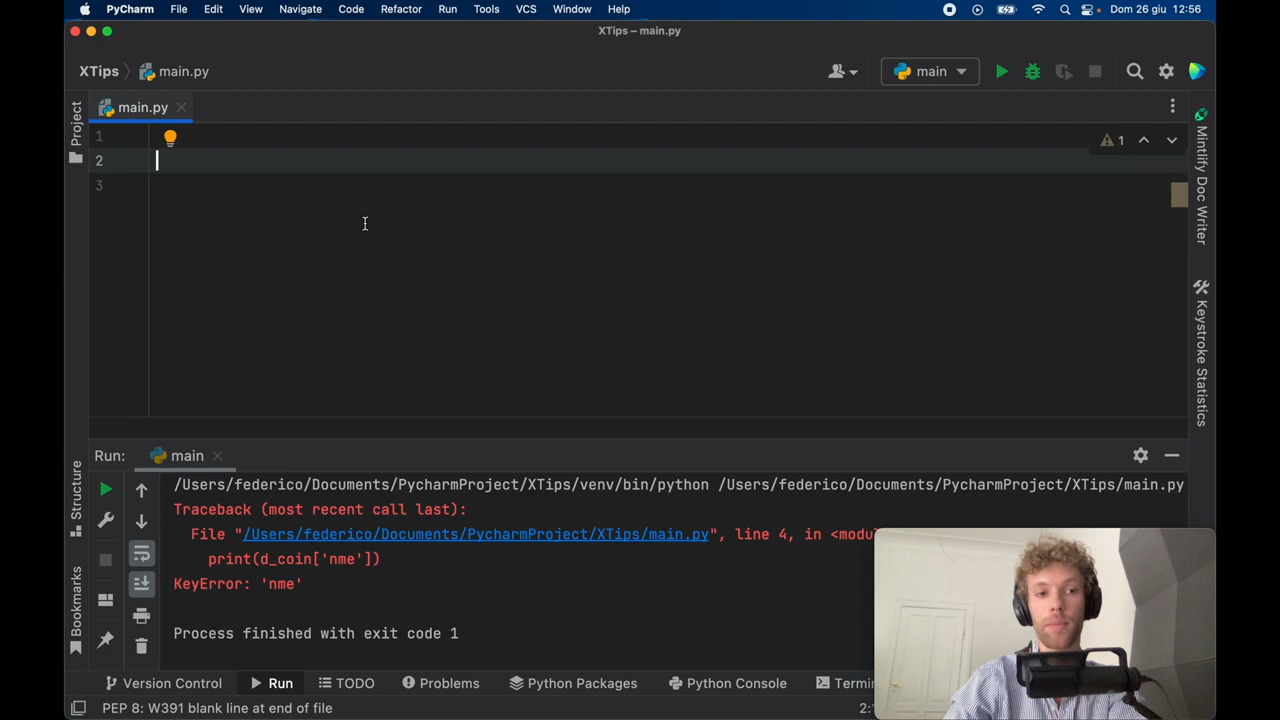 PyCharm File Edit View Navigate Code Refactor Run Tools VCS Window Help Dom 26 giu 12:56
XTips – main.py
XTips main.py main
Project
main.py
1
1
2
3
Mintlify Doc Writer
Keystroke Statistics
Structure
Bookmarks
Run: main
/Users/federico/Documents/PycharmProject/XTips/venv/bin/python /Users/federico/Documents/PycharmProject/XTips/main.py
Traceback (most recent call last):
File "/Users/federico/Documents/PycharmProject/XTips/main.py", line 4, in <modu
print(d_coin['nme'])
KeyError: 'nme'
Process finished with exit code 1
Version Control Run TODO Problems Python Packages Python Console Termi
PEP 8: W391 blank line at end of file 2:1